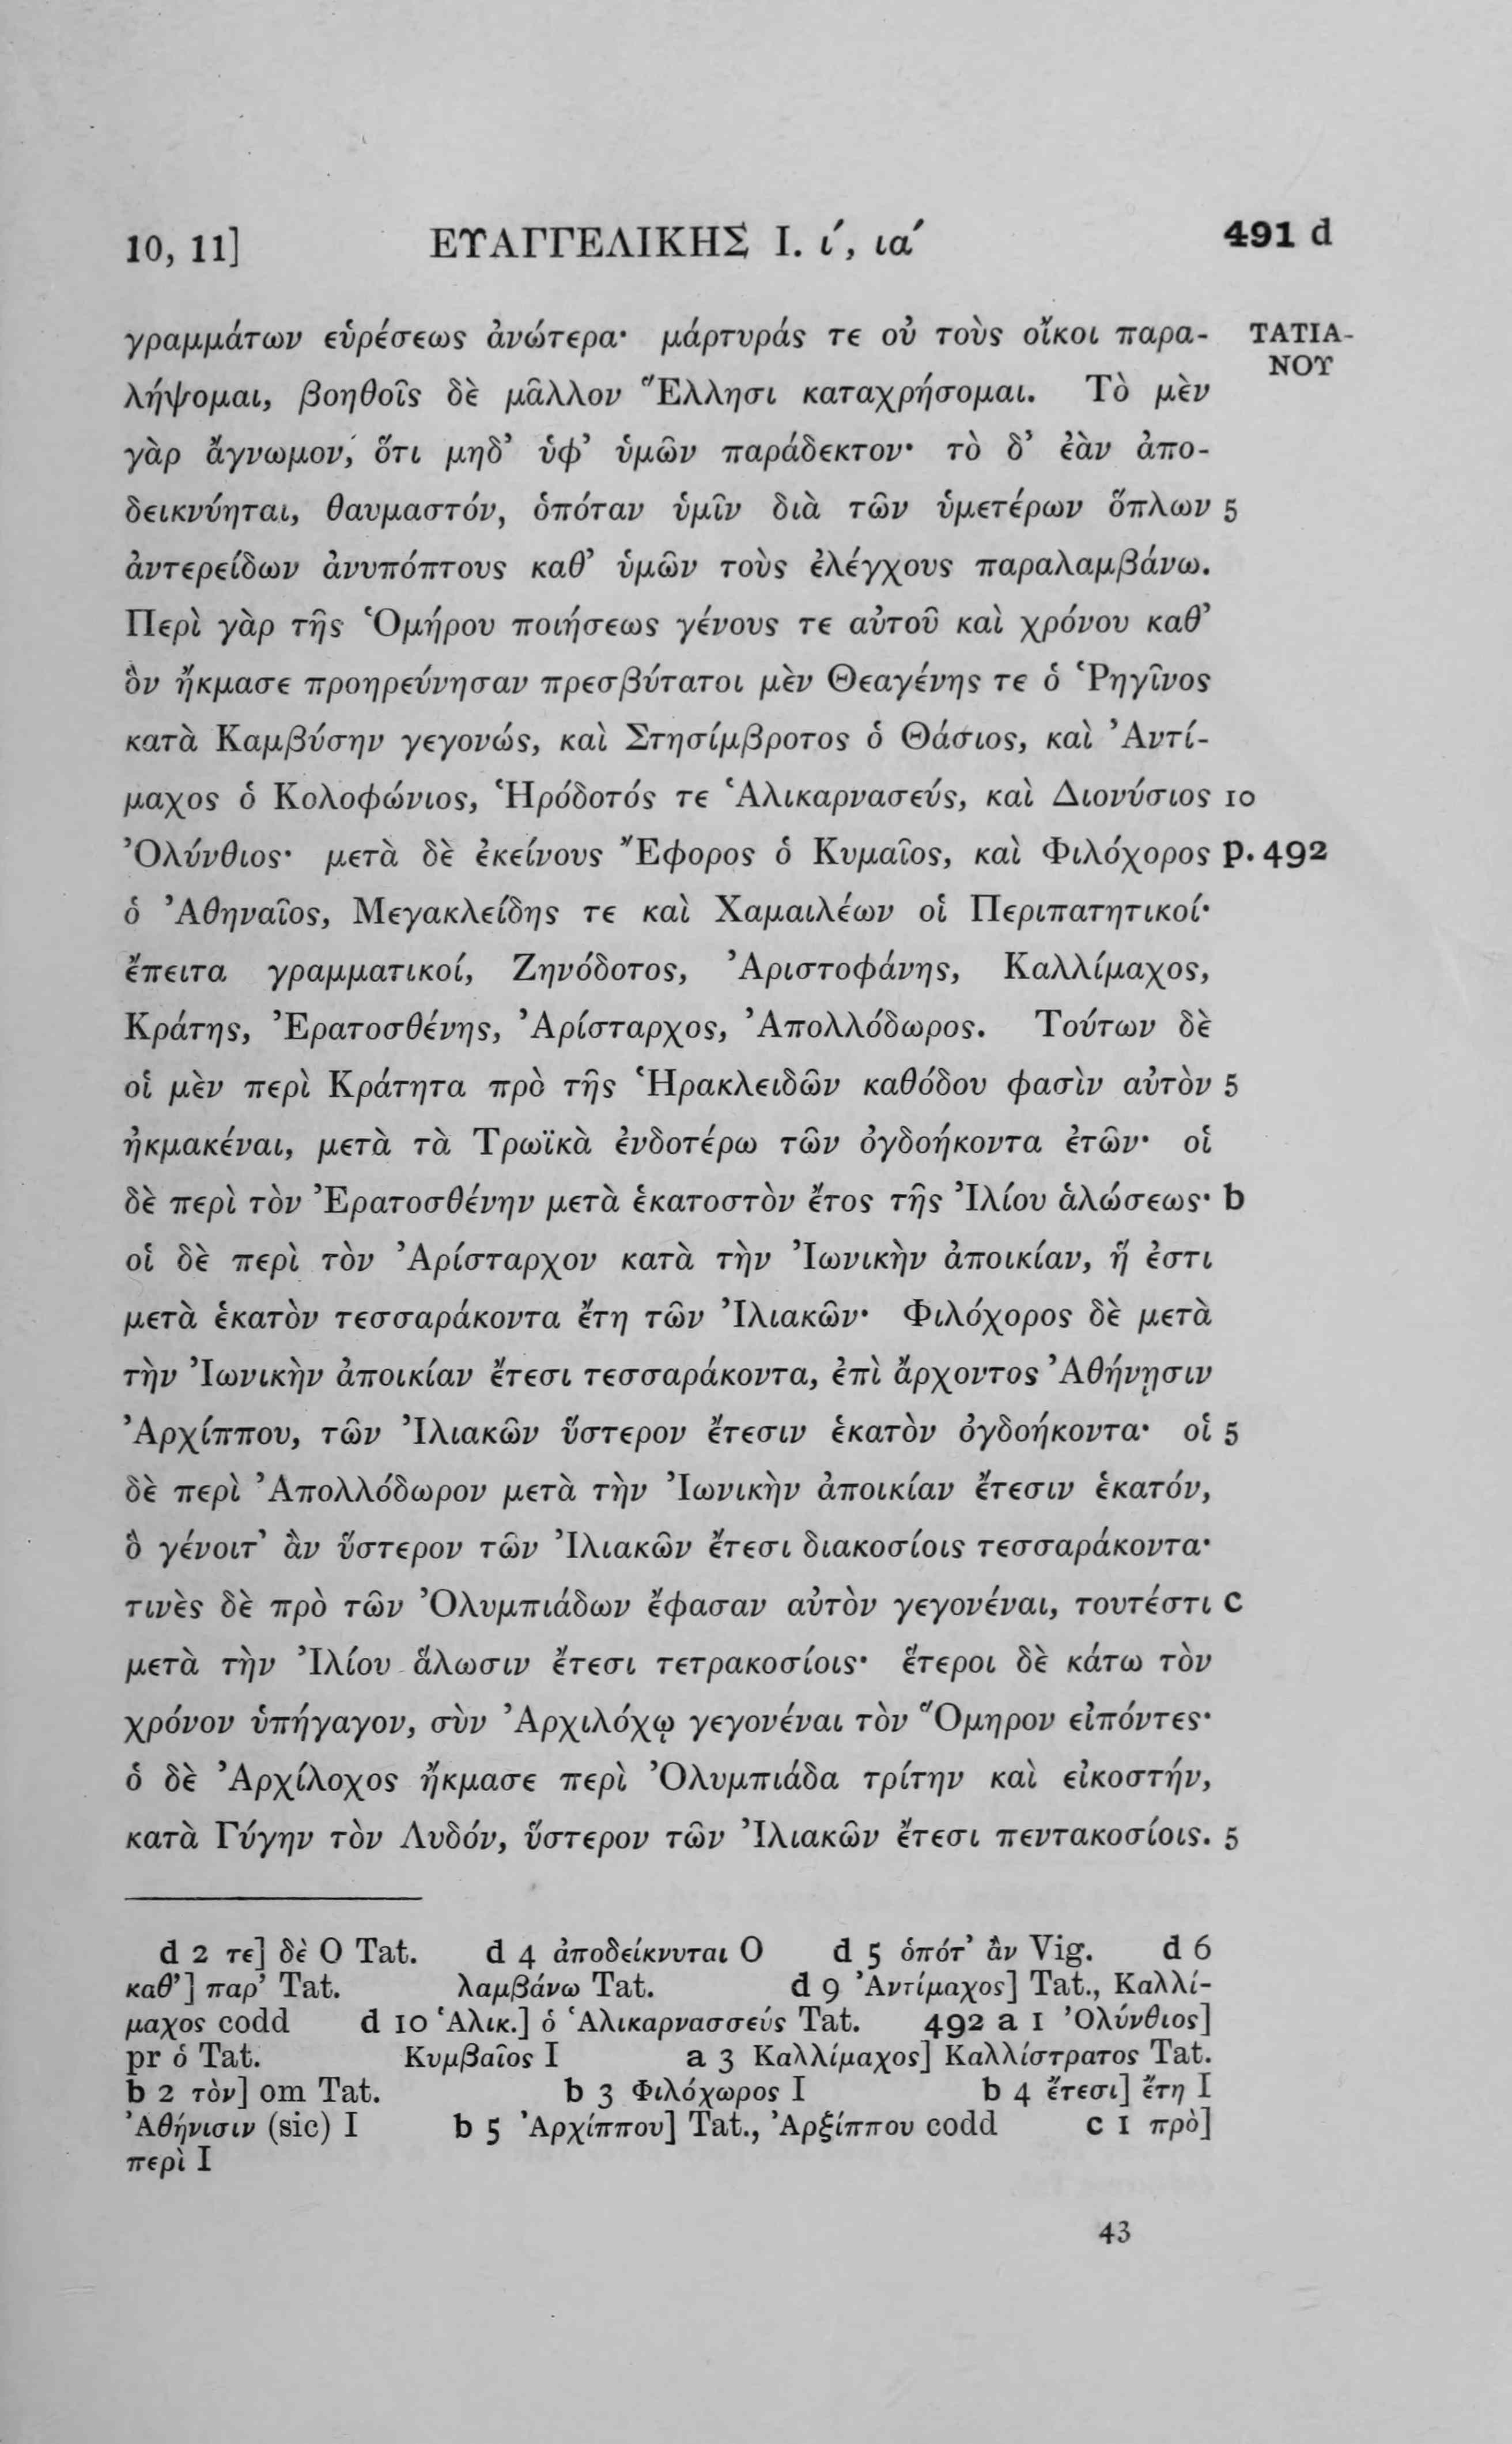 10, 11] ΕΥΑΓΓΕΛΙΚΗΣ Ι. ί, ιά 491 d
γραμμάτων εὑρέσεως ἀνώτερα· μάρτυράς τε οὐ τοὺς οἴκοι παρα- ΤΑΤΙΑ-
ΝΟΥ
λήψομαι, βοηθοῖς δὲ μᾶλλον Ἕλλησι καταχρήσομαι. Τὸ μὲν
γὰρ ἄγνωμον, ὅτι μηδ’ ὑφ’ ὑμῶν παράδεκτον· τὸ δ’ ἐὰν ἀπο-
δεικνύηται, θαυμαστόν, ὁπόταν ὑμῖν διὰ τῶν ὑμετέρων ὅπλων 5
ἀντερείδων ἀνυπόπτους καθ’ ὑμῶν τοὺς ἐλέγχους παραλαμβάνω.
Περὶ γὰρ τῆς Ὁμήρου ποιήσεως γένους τε αὐτοῦ καὶ χρόνου καθ’
ὃν ἤκμασε προηρεύνησαν πρεσβύτατοι μὲν Θεαγένης τε ὁ Ῥηγῖνος
κατὰ Καμβύσην γεγονώς, καὶ Στησίμβροτος ὁ Θάσιος, καὶ Ἀντί-
μαχος ὁ Κολοφώνιος, Ἡρόδοτός τε Ἁλικαρνασεύς, καὶ Διονύσιος 10
Ὀλύνθιος· μετὰ δὲ ἐκείνους Ἔφορος ὁ Κυμαῖος, καὶ Φιλόχορος p. 492
ὁ Ἀθηναῖος, Μεγακλείδης τε καὶ Χαμαιλέων οἱ Περιπατητικοί·
ἔπειτα γραμματικοί, Ζηνόδοτος, Ἀριστοφάνης, Καλλίμαχος,
Κράτης, Ἐρατοσθένης, Ἀρίσταρχος, Ἀπολλόδωρος. Τούτων δὲ
οἱ μὲν περὶ Κράτητα πρὸ τῆς Ἡρακλειδῶν καθόδου φασὶν αὐτὸν 5
ἠκμακέναι, μετὰ τὰ Τρωϊκὰ ἐνδοτέρω τῶν ὀγδοήκοντα ἐτῶν· οἱ
δὲ περὶ τὸν Ἐρατοσθένην μετὰ ἑκατοστὸν ἔτος τῆς Ἰλίου ἁλώσεως· b
οἱ δὲ περὶ τὸν Ἀρίσταρχον κατὰ τὴν Ἰωνικὴν ἀποικίαν, ἥ ἐστι
μετὰ ἑκατὸν τεσσαράκοντα ἔτη τῶν Ἰλιακῶν· Φιλόχορος δὲ μετὰ
τὴν Ἰωνικὴν ἀποικίαν ἔτεσι τεσσαράκοντα, ἐπὶ ἄρχοντος Ἀθήνῃσιν
Ἀρχίππου, τῶν Ἰλιακῶν ὕστερον ἔτεσιν ἑκατὸν ὀγδοήκοντα· οἱ 5
δὲ περὶ Ἀπολλόδωρον μετὰ τὴν Ἰωνικὴν ἀποικίαν ἔτεσιν ἑκατόν,
ὃ γένοιτ’ ἂν ὕστερον τῶν Ἰλιακῶν ἔτεσι διακοσίοις τεσσαράκοντα·
τινὲς δὲ πρὸ τῶν Ὀλυμπιάδων ἔφασαν αὐτὸν γεγονέναι, τουτέστι c
μετὰ τὴν Ἰλίου ἅλωσιν ἔτεσι τετρακοσίοις· ἕτεροι δὲ κάτω τὸν
χρόνον ὑπήγαγον, σὺν Ἀρχιλόχῳ γεγονέναι τὸν Ὅμηρον εἰπόντες·
ὁ δὲ Ἀρχίλοχος ἤκμασε περὶ Ὀλυμπιάδα τρίτην καὶ εἰκοστήν,
κατὰ Γύγην τὸν Λυδόν, ὕστερον τῶν Ἰλιακῶν ἔτεσι πεντακοσίοις. 5
d 2 τε] δὲ O Tat. d 4 ἀποδείκνυται O d 5 ὁπότ’ ἂν Vig. d 6
καθ’] παρ’ Tat. λαμβάνω Tat. d 9 Ἀντίμαχος] Tat., Καλλί-
μαχος codd d 10 Ἁλικ.] ὁ Ἁλικαρνασσεύς Tat. 492 a 1 Ὀλύνθιος]
pr ὁ Tat. Κυμβαῖος I a 3 Καλλίμαχος] Καλλίστρατος Tat.
b 2 τὸν] om Tat. b 3 Φιλόχωρος I b 4 ἔτεσι] ἔτη I
Ἀθήνισιν (sic) I b 5 Ἀρχίππου] Tat., Ἀρξίππου codd c 1 πρὸ]
περὶ I
43